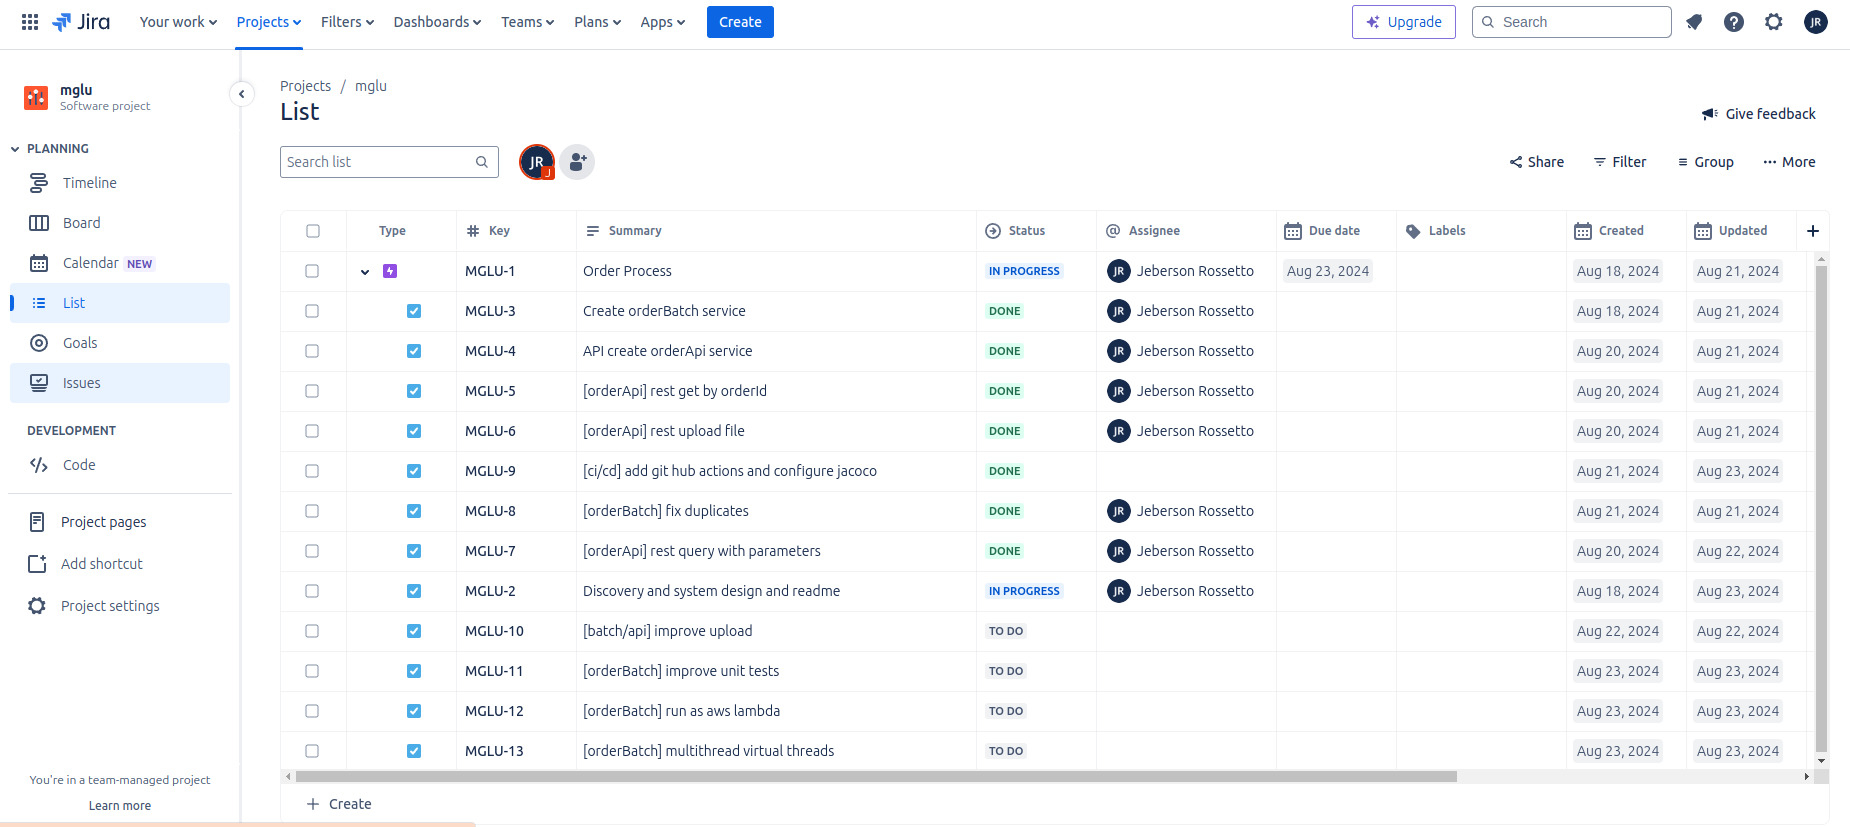 Jira Your work Projects Filters Dashboards Teams Plans Apps Create Upgrade Search JR
mglu
Software project
PLANNING
Timeline
Board
Calendar NEW
List
Goals
Issues
DEVELOPMENT
Code
Project pages
Add shortcut
Project settings
You're in a team-managed project
Learn more
Projects / mglu
List
Give feedback
Search list JR J Share Filter Group More
Type Key Summary Status Assignee Due date Labels Created Updated
MGLU-1 Order Process IN PROGRESS JR Jeberson Rossetto Aug 23, 2024 Aug 18, 2024 Aug 21, 2024
MGLU-3 Create orderBatch service DONE JR Jeberson Rossetto Aug 18, 2024 Aug 21, 2024
MGLU-4 API create orderApi service DONE JR Jeberson Rossetto Aug 20, 2024 Aug 21, 2024
MGLU-5 [orderApi] rest get by orderId DONE JR Jeberson Rossetto Aug 20, 2024 Aug 21, 2024
MGLU-6 [orderApi] rest upload file DONE JR Jeberson Rossetto Aug 20, 2024 Aug 21, 2024
MGLU-9 [ci/cd] add git hub actions and configure jacoco DONE Aug 21, 2024 Aug 23, 2024
MGLU-8 [orderBatch] fix duplicates DONE JR Jeberson Rossetto Aug 21, 2024 Aug 21, 2024
MGLU-7 [orderApi] rest query with parameters DONE JR Jeberson Rossetto Aug 20, 2024 Aug 22, 2024
MGLU-2 Discovery and system design and readme IN PROGRESS JR Jeberson Rossetto Aug 18, 2024 Aug 23, 2024
MGLU-10 [batch/api] improve upload TO DO Aug 22, 2024 Aug 22, 2024
MGLU-11 [orderBatch] improve unit tests TO DO Aug 23, 2024 Aug 23, 2024
MGLU-12 [orderBatch] run as aws lambda TO DO Aug 23, 2024 Aug 23, 2024
MGLU-13 [orderBatch] multithread virtual threads TO DO Aug 23, 2024 Aug 23, 2024
Create